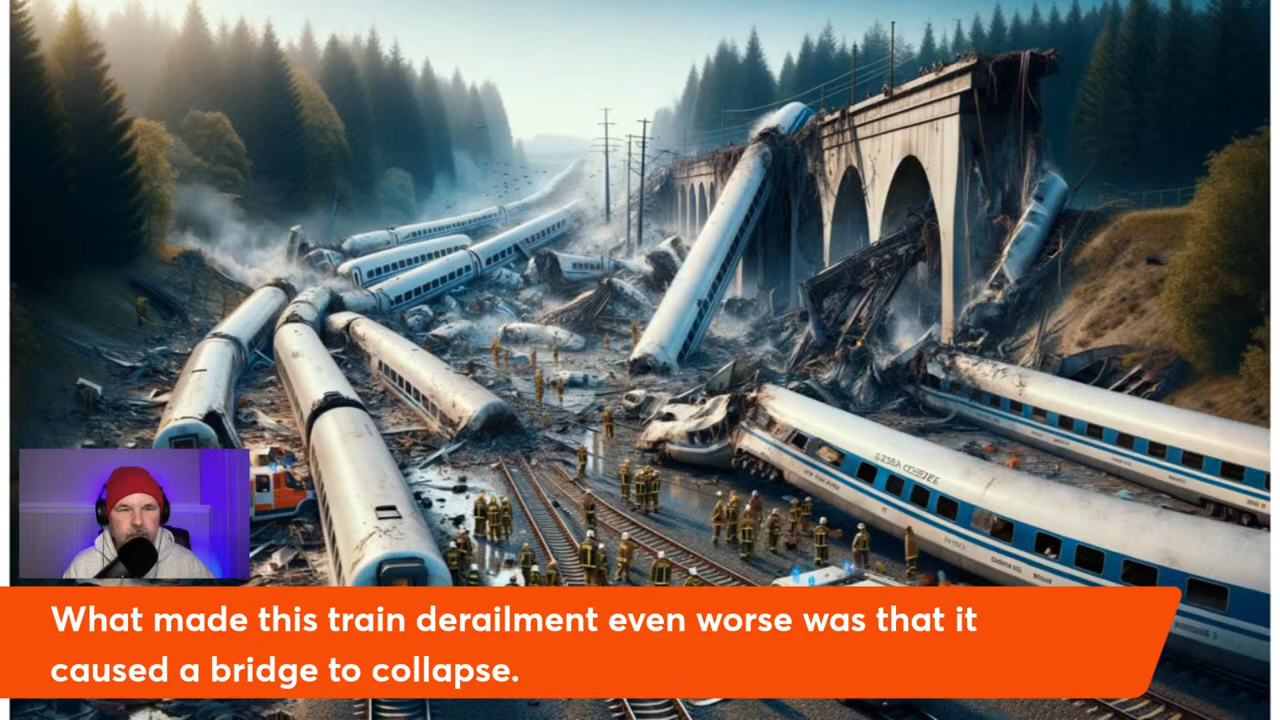 What made this train derailment even worse was that it
caused a bridge to collapse.